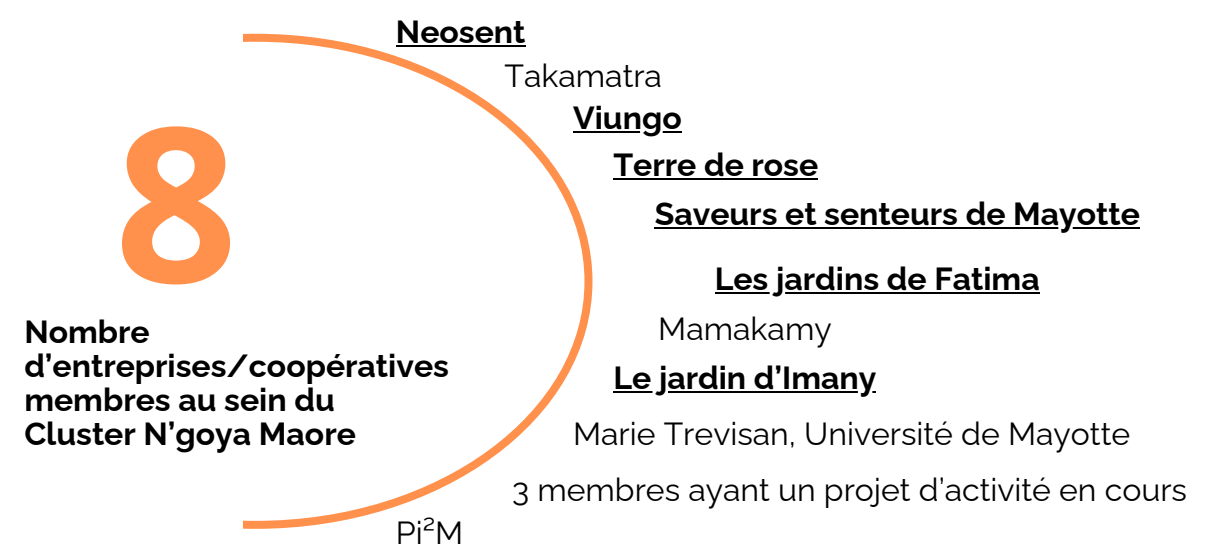 8
Nombre
d'entreprises/coopératives
membres au sein du
Cluster N'goya Maore
Neosent
Takamatra
Viungo
Terre de rose
Saveurs et senteurs de Mayotte
Les jardins de Fatima
Mamakamy
Le jardin d'Imany
Marie Trevisan, Université de Mayotte
3 membres ayant un projet d'activité en cours
Pi²M